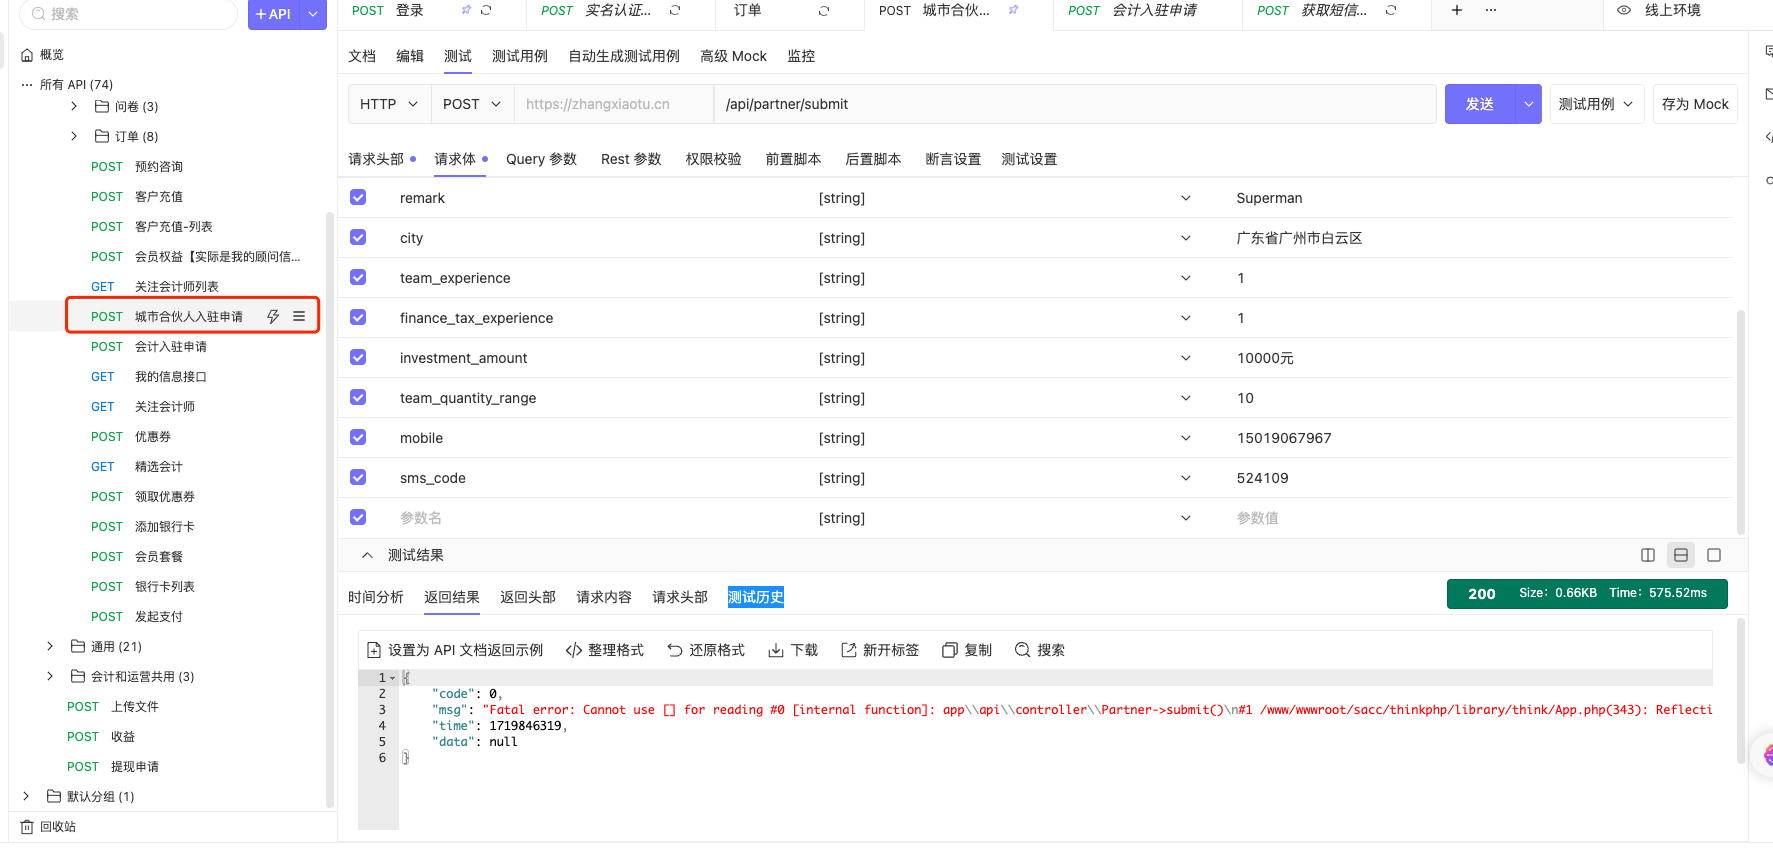 搜索
+ API
概览
所有 API (74)
问卷 (3)
订单 (8)
POST 预约咨询
POST 客户充值
POST 客户充值-列表
POST 会员权益【实际是我的顾问信...
GET 关注会计师列表
POST 城市合伙人入驻申请
POST 会计入驻申请
GET 我的信息接口
GET 关注会计师
POST 优惠券
GET 精选会计
POST 领取优惠券
POST 添加银行卡
POST 会员套餐
POST 银行卡列表
POST 发起支付
通用 (21)
会计和运营共用 (3)
POST 上传文件
POST 收益
POST 提现申请
默认分组 (1)
回收站
POST 登录 POST 实名认证... 订单 POST 城市合伙... POST 会计入驻申请 POST 获取短信... + ... 线上环境
文档 编辑 测试 测试用例 自动生成测试用例 高级 Mock 监控
HTTP POST https://zhangxiaotu.cn /api/partner/submit 发送 测试用例 存为 Mock
请求头部 请求体 Query 参数 Rest 参数 权限校验 前置脚本 后置脚本 断言设置 测试设置
remark [string] Superman
city [string] 广东省广州市白云区
team_experience [string] 1
finance_tax_experience [string] 1
investment_amount [string] 10000元
team_quantity_range [string] 10
mobile [string] 15019067967
sms_code [string] 524109
参数名 [string] 参数值
测试结果
时间分析 返回结果 返回头部 请求内容 请求头部 测试历史 200 Size：0.66KB Time：575.52ms
设置为 API 文档返回示例 整理格式 还原格式 下载 新开标签 复制 搜索
1 {
2 "code": 0,
3 "msg": "Fatal error: Cannot use [] for reading #0 [internal function]: app\\api\\controller\\Partner->submit()\n#1 /www/wwwroot/sacc/thinkphp/library/think/App.php(343): Reflecti
4 "time": 1719846319,
5 "data": null
6 }